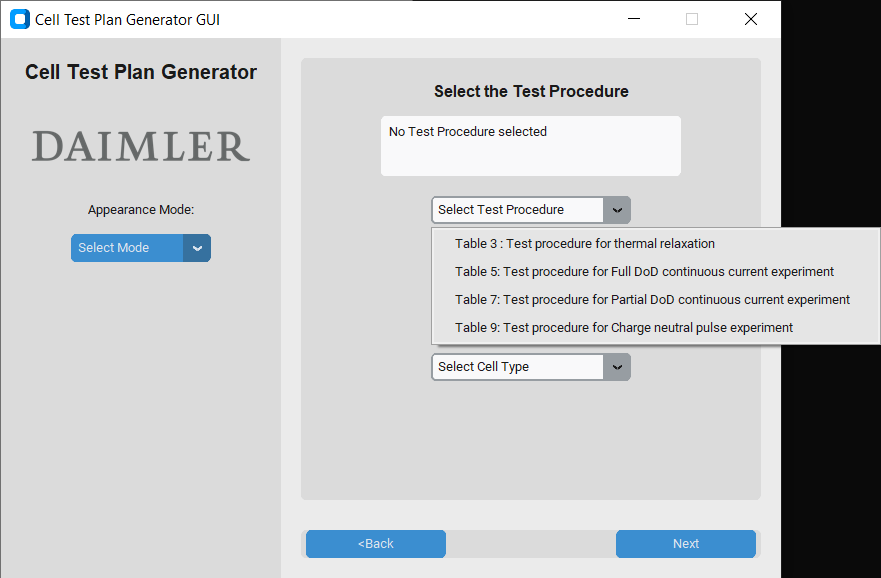 Cell Test Plan Generator GUI
Cell Test Plan Generator
DAIMLER
Appearance Mode:
Select Mode
Select the Test Procedure
No Test Procedure selected
Select Test Procedure
Table 3 : Test procedure for thermal relaxation
Table 5: Test procedure for Full DoD continuous current experiment
Table 7: Test procedure for Partial DoD continuous current experiment
Table 9: Test procedure for Charge neutral pulse experiment
Select Cell Type
<Back
Next